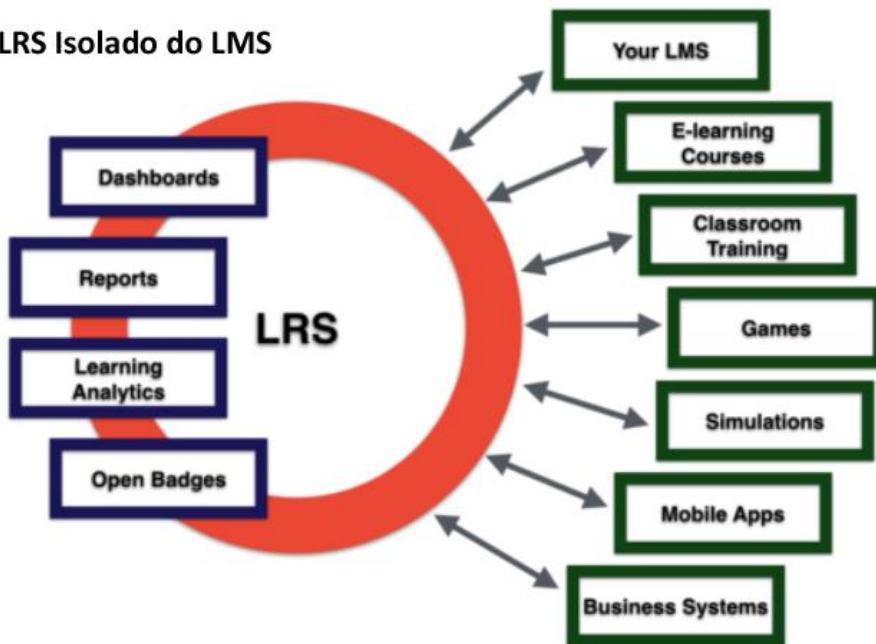 LRS Isolado do LMS
Your LMS
E-learning
Courses
Dashboards
Classroom
Training
Reports
LRS
Games
Learning
Analytics
Simulations
Open Badges
Mobile Apps
Business Systems